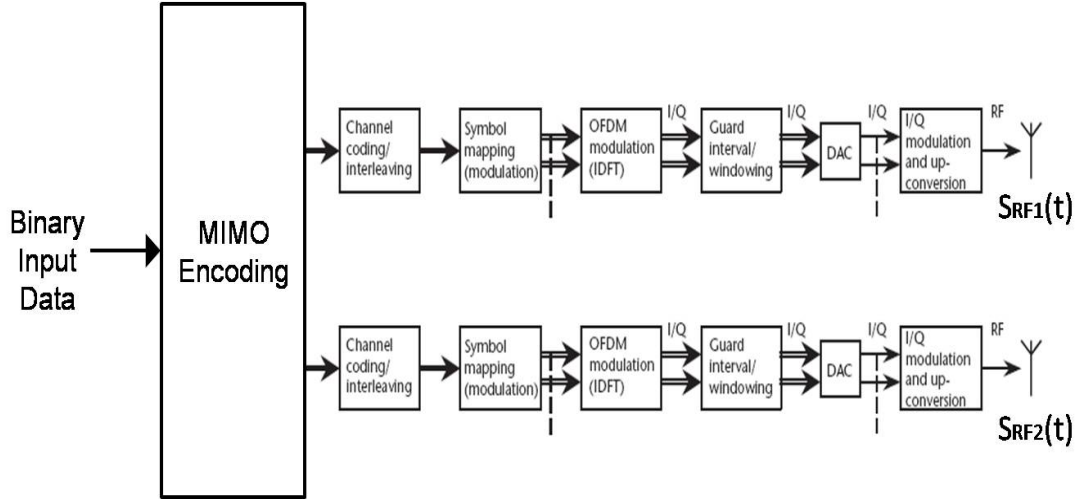 Binary
Input
Data
MIMO
Encoding
Channel
coding/
interleaving
Symbol
mapping
(modulation)
OFDM
modulation
(IDFT)
I/Q
Guard
interval/
windowing
I/Q
DAC
I/Q
I/Q
modulation
and up-
conversion
RF
SRF1(t)
Channel
coding/
interleaving
Symbol
mapping
(modulation)
OFDM
modulation
(IDFT)
I/Q
Guard
interval/
windowing
I/Q
DAC
I/Q
I/Q
modulation
and up-
conversion
RF
SRF2(t)